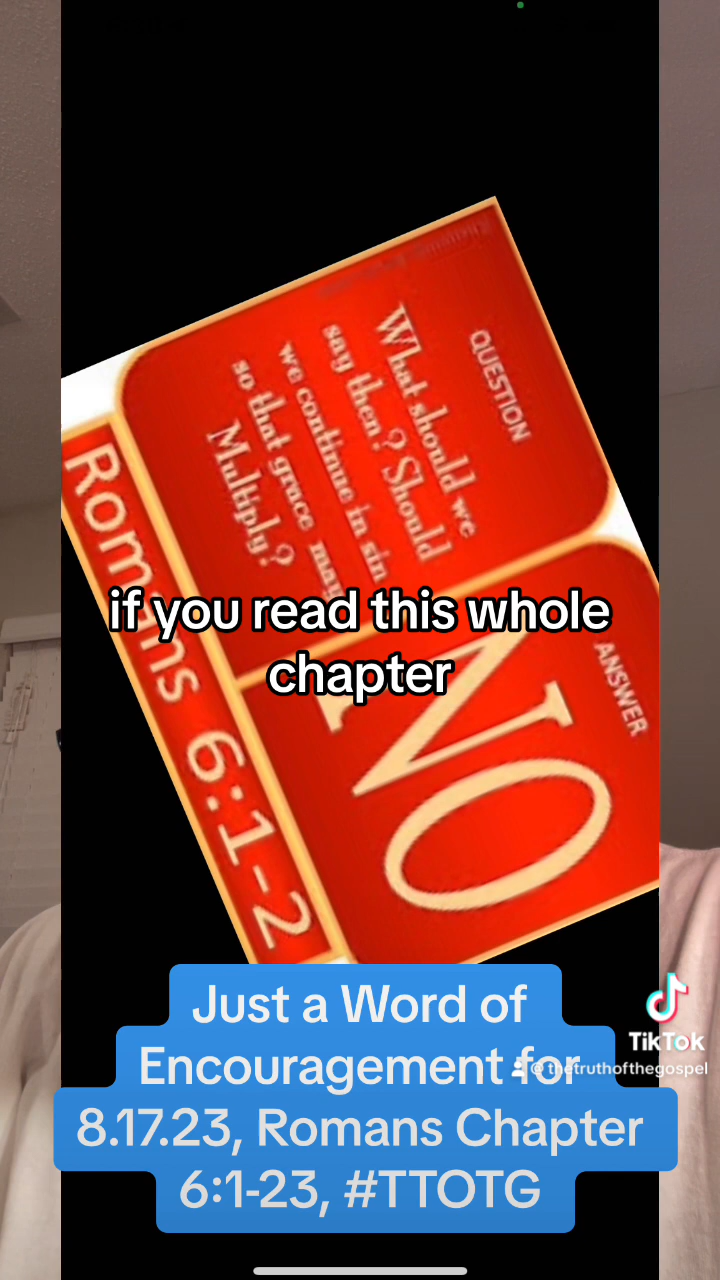 QUESTION
What should we
say then? Should
we continue in sin
so that grace may
Multiply?
ANSWER
NO
Romans 6:1-2
if you read this whole
chapter
Just a Word of
Encouragement for
8.17.23, Romans Chapter
6:1-23, #TTOTG
TikTok
@thetruthofthegospel